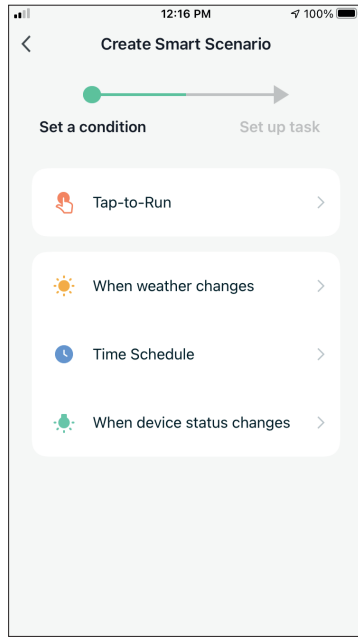 12:16 PM 100%
Create Smart Scenario
Set a condition Set up task
Tap-to-Run
When weather changes
Time Schedule
When device status changes